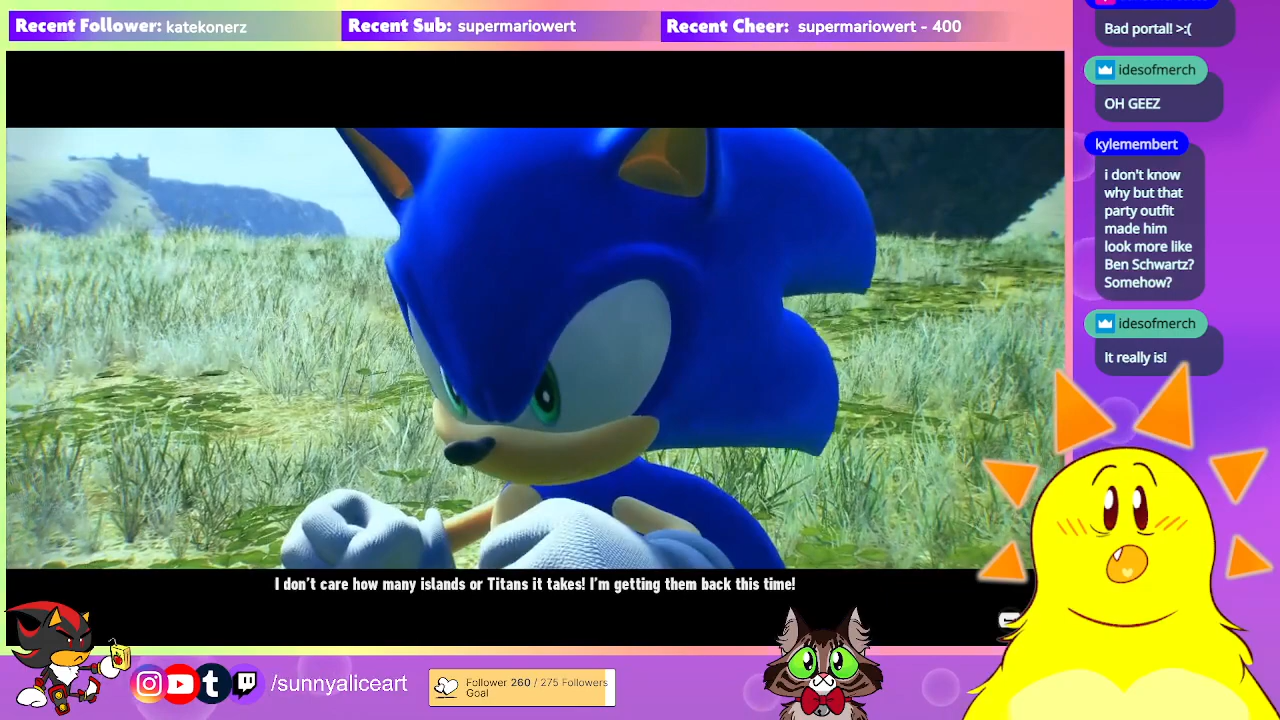 Recent Follower: katekonerz
Recent Sub: supermariowert
Recent Cheer: supermariowert - 400
Bad portal! >:(
idesofmerch
OH GEEZ
kylemembert
i don't know
why but that
party outfit
made him
look more like
Ben Schwartz?
Somehow?
idesofmerch
It really is!
I don't care how many islands or Titans it takes! I'm getting them back this time!
/sunnyaliceart
Follower 260 / 275 Followers
Goal